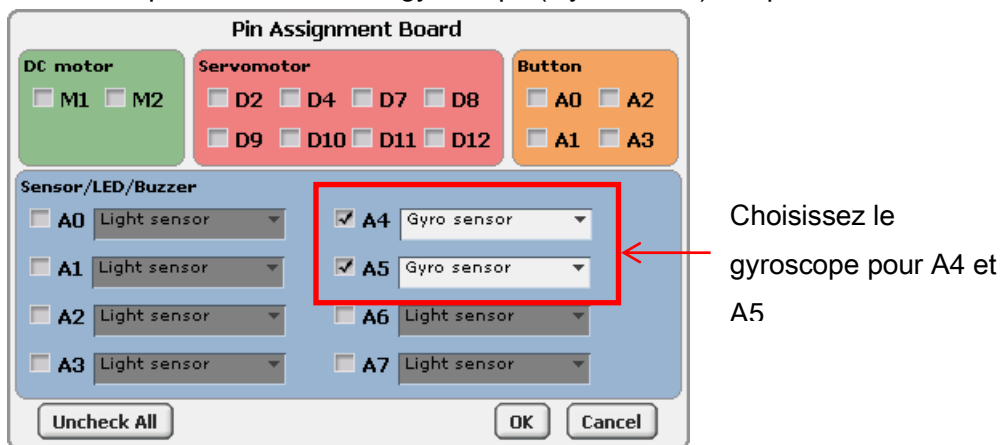 Pin Assignment Board
DC motor
M1 M2
Servomotor
D2 D4 D7 D8
D9 D10 D11 D12
Button
A0 A2
A1 A3
Sensor/LED/Buzzer
A0 Light sensor
A1 Light sensor
A2 Light sensor
A3 Light sensor
A4 Gyro sensor
A5 Gyro sensor
A6 Light sensor
A7 Light sensor
Uncheck All
OK
Cancel
Choisissez le
gyroscope pour A4 et
A5